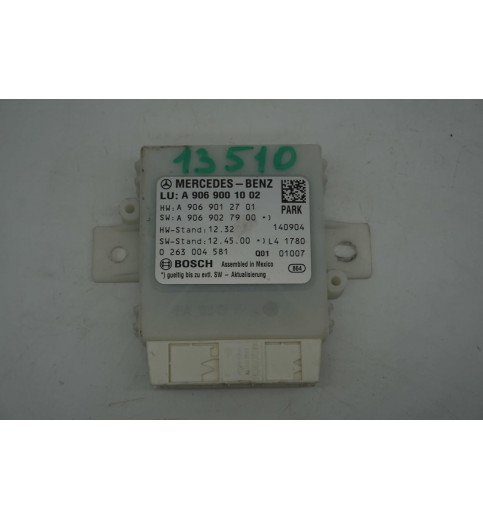 13510
MERCEDES-BENZ
LU: A 906 900 10 02
HW: A 906 901 27 01
SW: A 906 902 79 00 *)
PARK
HW-Stand: 12.32 140904
SW-Stand: 12.45.00 *) L4 1780
0 263 004 581 Q01 01007
BOSCH Assembled in Mexico 864
*) gueltig bis zu evtl. SW - Aktualisierung